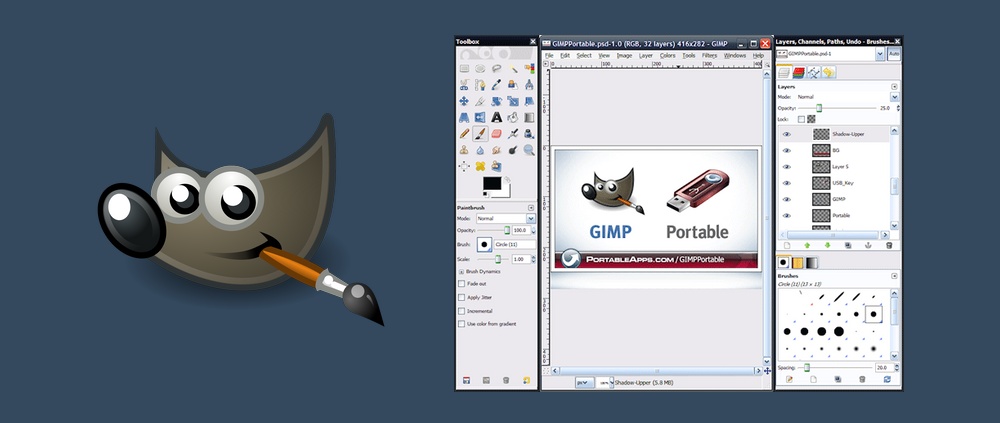 Toolbox
Paintbrush
Mode: Normal
Opacity: 100.0
Brush: Circle (11)
Scale: 1.00
Brush Dynamics
Fade out
Apply Jitter
Incremental
Use color from gradient
GIMPPortable.psd-1.0 (RGB, 32 layers) 416x282 - GIMP
File Edit Select View Image Layer Colors Tools Filters Windows Help
GIMP Portable
PORTABLEAPPS.COM/GIMPPortable
Shadow-Upper (5.8 MB)
Layers, Channels, Paths, Undo - Brushes...
GIMPPortable.psd-1 Auto
Layers
Mode: Normal
Opacity: 25.0
Lock:
Shadow-Upper
BG
Layer 5
USB_Key
GIMP
Portable
Brushes
Circle (11) (13 x 13)
Spacing: 20.0